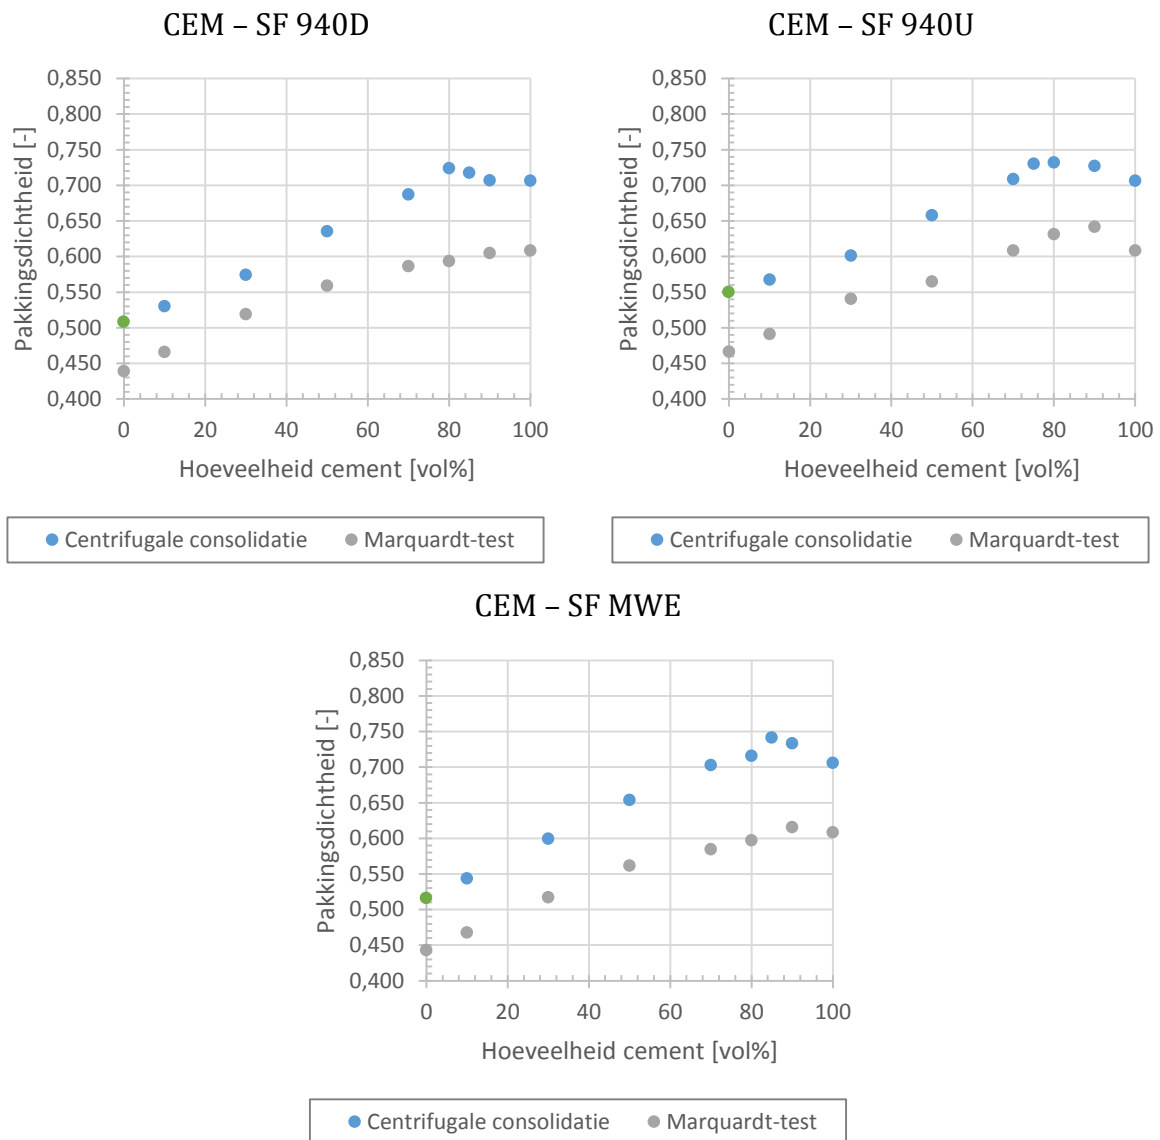 CEM – SF 940D
0,850
0,800
0,750
0,700
0,650
0,600
0,550
0,500
0,450
0,400
Pakkingsdichtheid [-]
0 20 40 60 80 100
Hoeveelheid cement [vol%]
Centrifugale consolidatie Marquardt-test
CEM – SF 940U
0,850
0,800
0,750
0,700
0,650
0,600
0,550
0,500
0,450
0,400
Pakkingsdichtheid [-]
0 20 40 60 80 100
Hoeveelheid cement [vol%]
Centrifugale consolidatie Marquardt-test
CEM – SF MWE
0,850
0,800
0,750
0,700
0,650
0,600
0,550
0,500
0,450
0,400
Pakkingsdichtheid [-]
0 20 40 60 80 100
Hoeveelheid cement [vol%]
Centrifugale consolidatie Marquardt-test